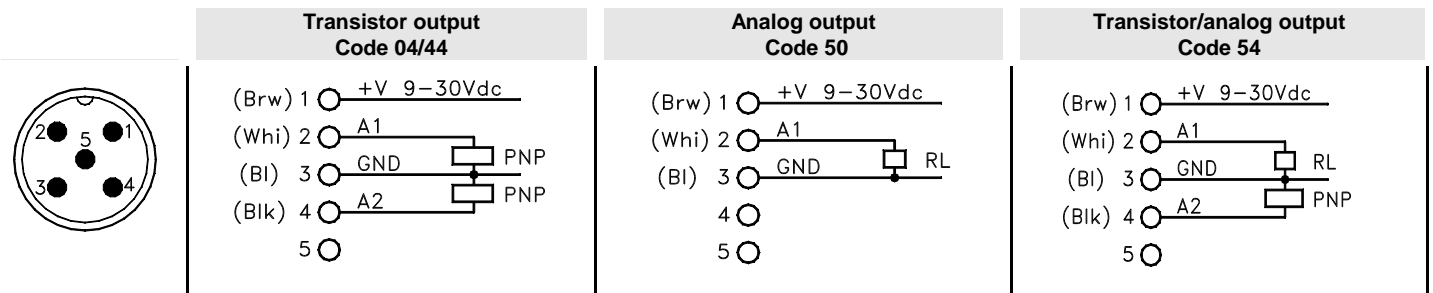 Transistor output
Code 04/44
Analog output
Code 50
Transistor/analog output
Code 54
2
1
5
3
4
(Brw) 1 +V 9-30Vdc
(Whi) 2 A1
PNP
(Bl) 3 GND
PNP
(Blk) 4 A2
5
(Brw) 1 +V 9-30Vdc
(Whi) 2 A1
RL
(Bl) 3 GND
4
5
(Brw) 1 +V 9-30Vdc
(Whi) 2 A1
RL
(Bl) 3 GND
PNP
(Blk) 4 A2
5